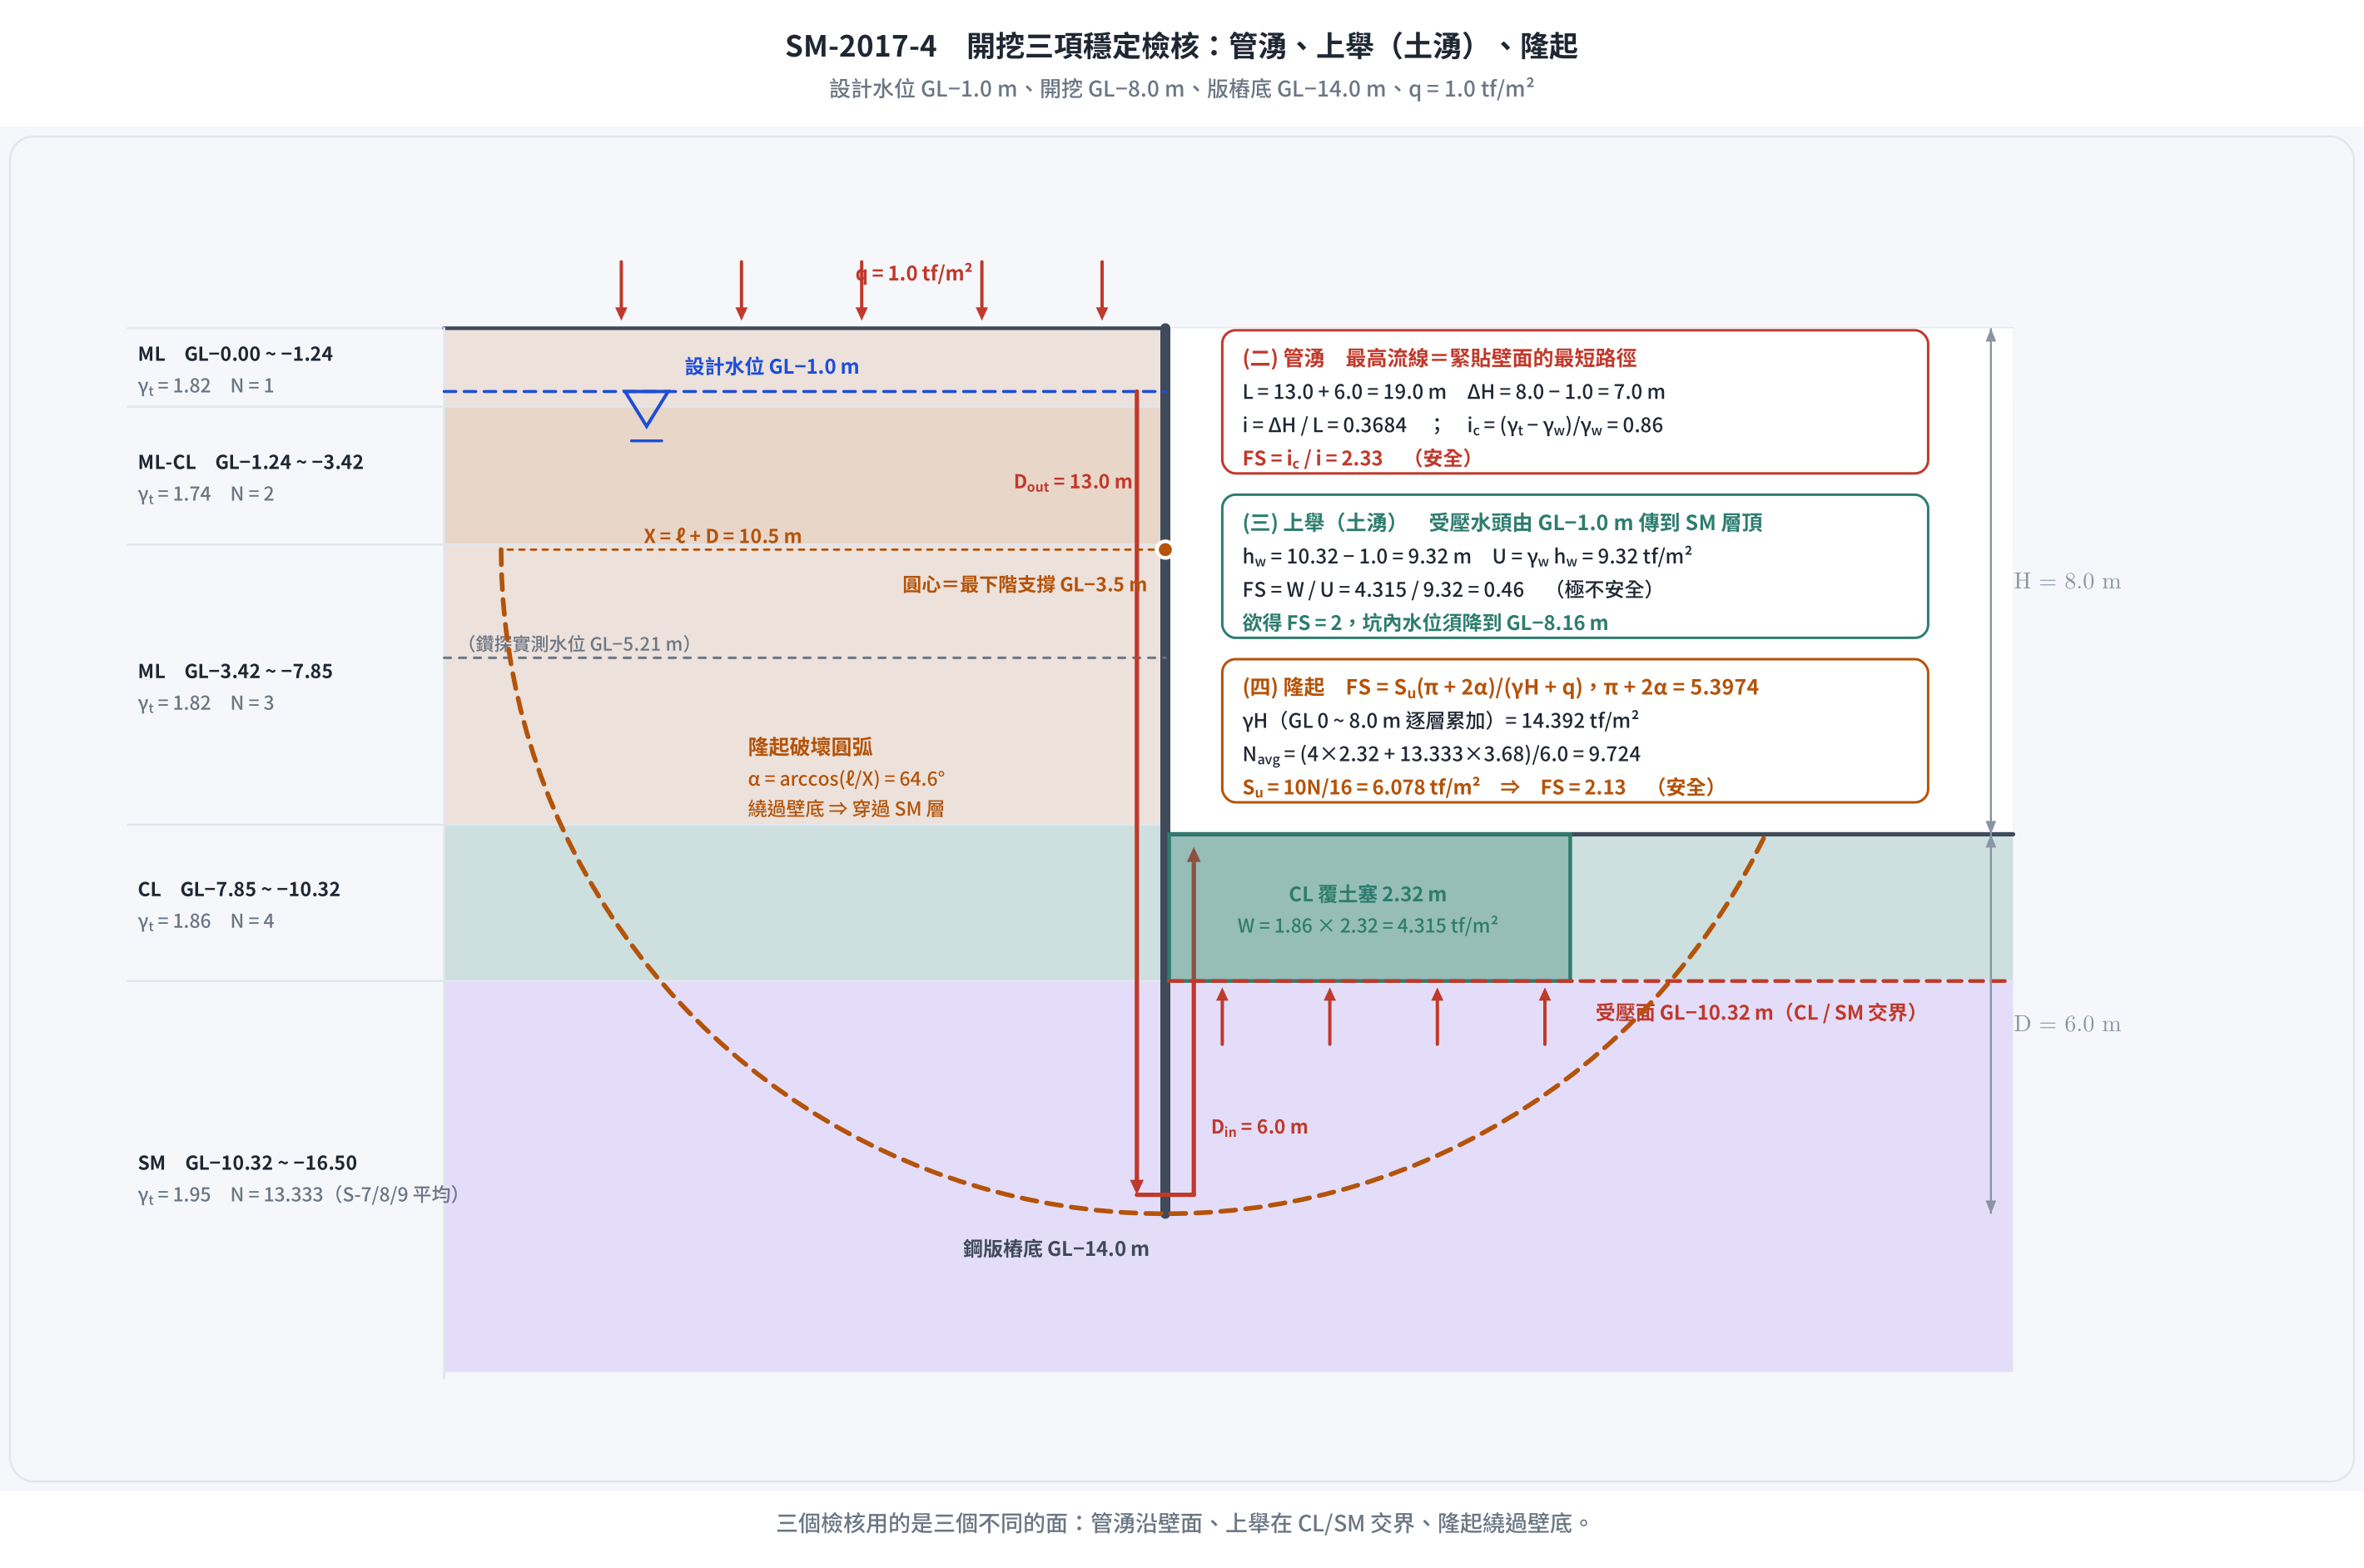 SM-2017-4　開挖三項穩定檢核：管湧、上舉（土湧）、隆起
設計水位 GL−1.0 m、開挖 GL−8.0 m、版樁底 GL−14.0 m、q = 1.0 tf/m²
q = 1.0 tf/m²
ML　GL−0.00 ~ −1.24
γt = 1.82　N = 1
設計水位 GL−1.0 m
ML-CL　GL−1.24 ~ −3.42
γt = 1.74　N = 2
Dout = 13.0 m
X = ℓ + D = 10.5 m
圓心＝最下階支撐 GL−3.5 m
（鑽探實測水位 GL−5.21 m）
ML　GL−3.42 ~ −7.85
γt = 1.82　N = 3
隆起破壞圓弧
α = arccos(ℓ/X) = 64.6°
繞過壁底 ⇒ 穿過 SM 層
(二) 管湧　最高流線＝緊貼壁面的最短路徑
L = 13.0 + 6.0 = 19.0 m　ΔH = 8.0 − 1.0 = 7.0 m
i = ΔH / L = 0.3684　；　ic = (γt − γw)/γw = 0.86
FS = ic / i = 2.33　（安全）
(三) 上舉（土湧）　受壓水頭由 GL−1.0 m 傳到 SM 層頂
hw = 10.32 − 1.0 = 9.32 m　U = γw hw = 9.32 tf/m²
FS = W / U = 4.315 / 9.32 = 0.46　（極不安全）
欲得 FS = 2，坑內水位須降到 GL−8.16 m
(四) 隆起　FS = Su(π + 2α)/(γH + q)，π + 2α = 5.3974
γH（GL 0 ~ 8.0 m 逐層累加）= 14.392 tf/m²
Navg = (4×2.32 + 13.333×3.68)/6.0 = 9.724
Su = 10N/16 = 6.078 tf/m²　⇒　FS = 2.13　（安全）
H = 8.0 m
CL　GL−7.85 ~ −10.32
γt = 1.86　N = 4
CL 覆土塞 2.32 m
W = 1.86 × 2.32 = 4.315 tf/m²
受壓面 GL−10.32 m（CL / SM 交界）
D = 6.0 m
Din = 6.0 m
SM　GL−10.32 ~ −16.50
γt = 1.95　N = 13.333（S-7/8/9 平均）
鋼版樁底 GL−14.0 m
三個檢核用的是三個不同的面：管湧沿壁面、上舉在 CL/SM 交界、隆起繞過壁底。